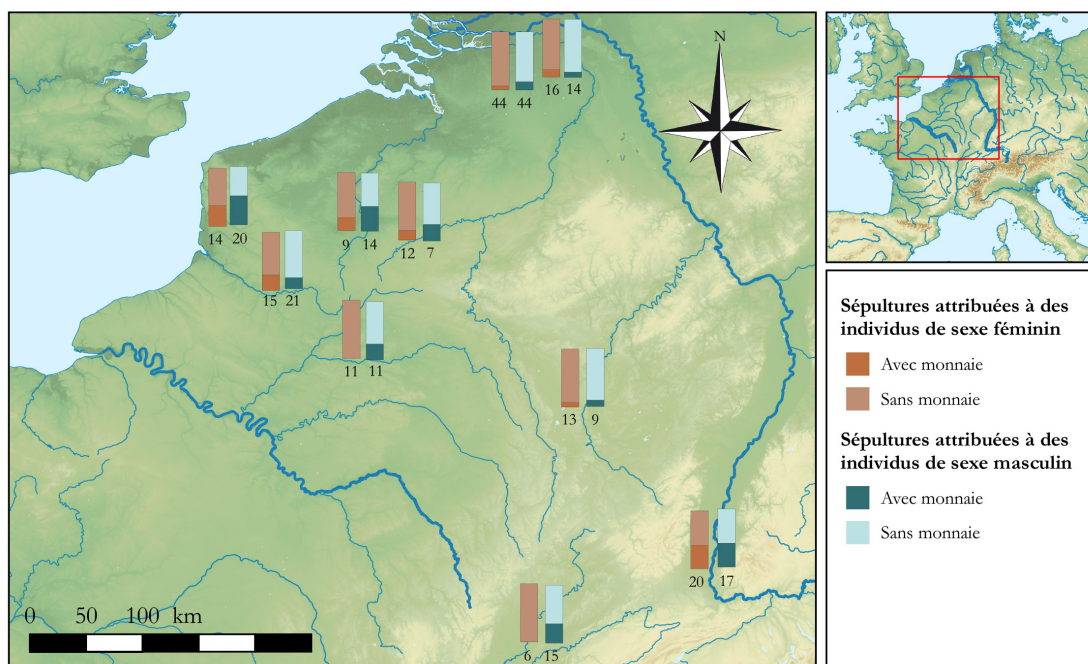 N
16 14
44 44
14 20
9 14
12 7
15 21
11 11
13 9
20 17
6 15
0 50 100 km
Sépultures attribuées à des
individus de sexe féminin
Avec monnaie
Sans monnaie
Sépultures attribuées à des
individus de sexe masculin
Avec monnaie
Sans monnaie